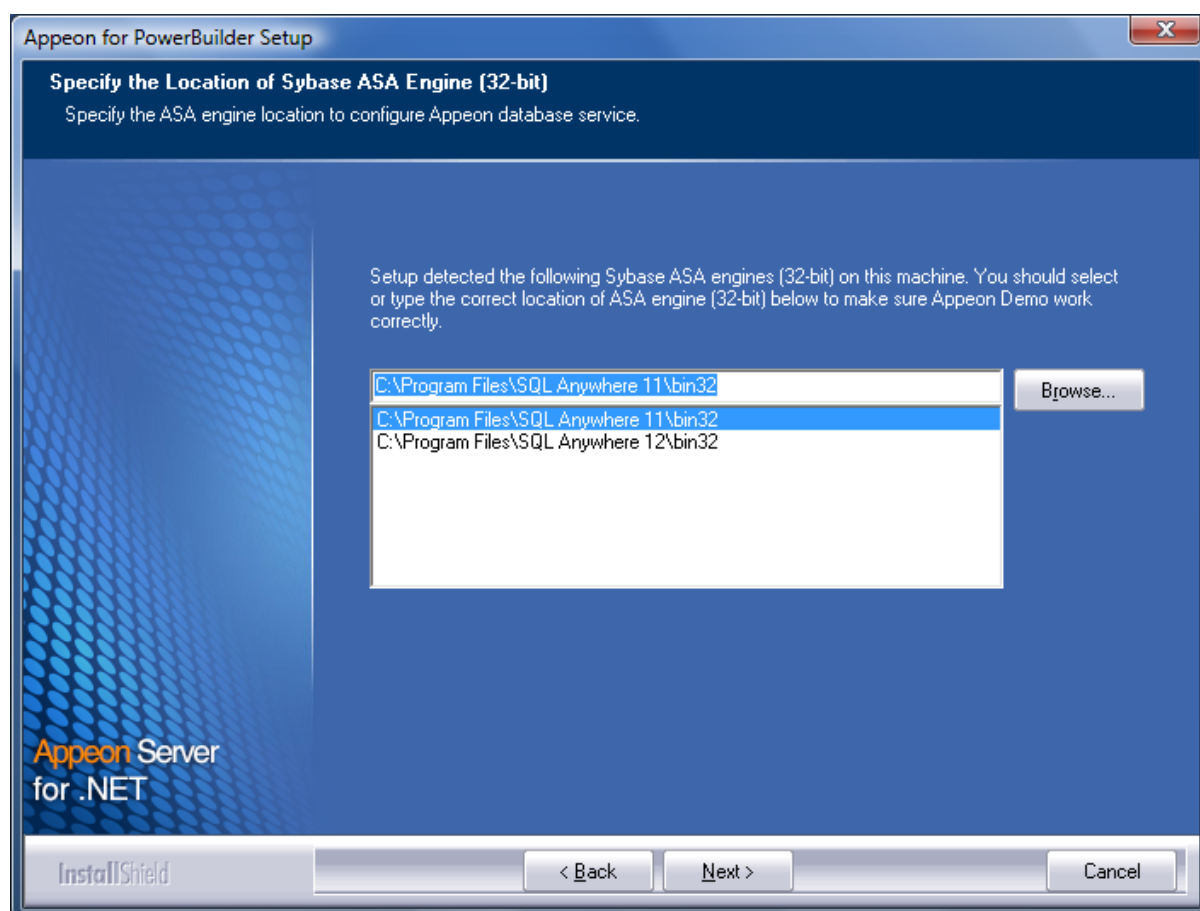 Appeon for PowerBuilder Setup
Specify the Location of Sybase ASA Engine (32-bit)
Specify the ASA engine location to configure Appeon database service.
Setup detected the following Sybase ASA engines (32-bit) on this machine. You should select
or type the correct location of ASA engine (32-bit) below to make sure Appeon Demo work
correctly.
C:\Program Files\SQL Anywhere 11\bin32
Browse...
C:\Program Files\SQL Anywhere 11\bin32
C:\Program Files\SQL Anywhere 12\bin32
Appeon Server
for .NET
InstallShield
< Back
Next >
Cancel